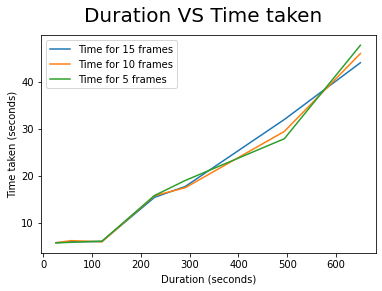 Duration VS Time taken
Time for 15 frames
Time for 10 frames
Time for 5 frames
Time taken (seconds)
40
30
20
10
0 100 200 300 400 500 600
Duration (seconds)